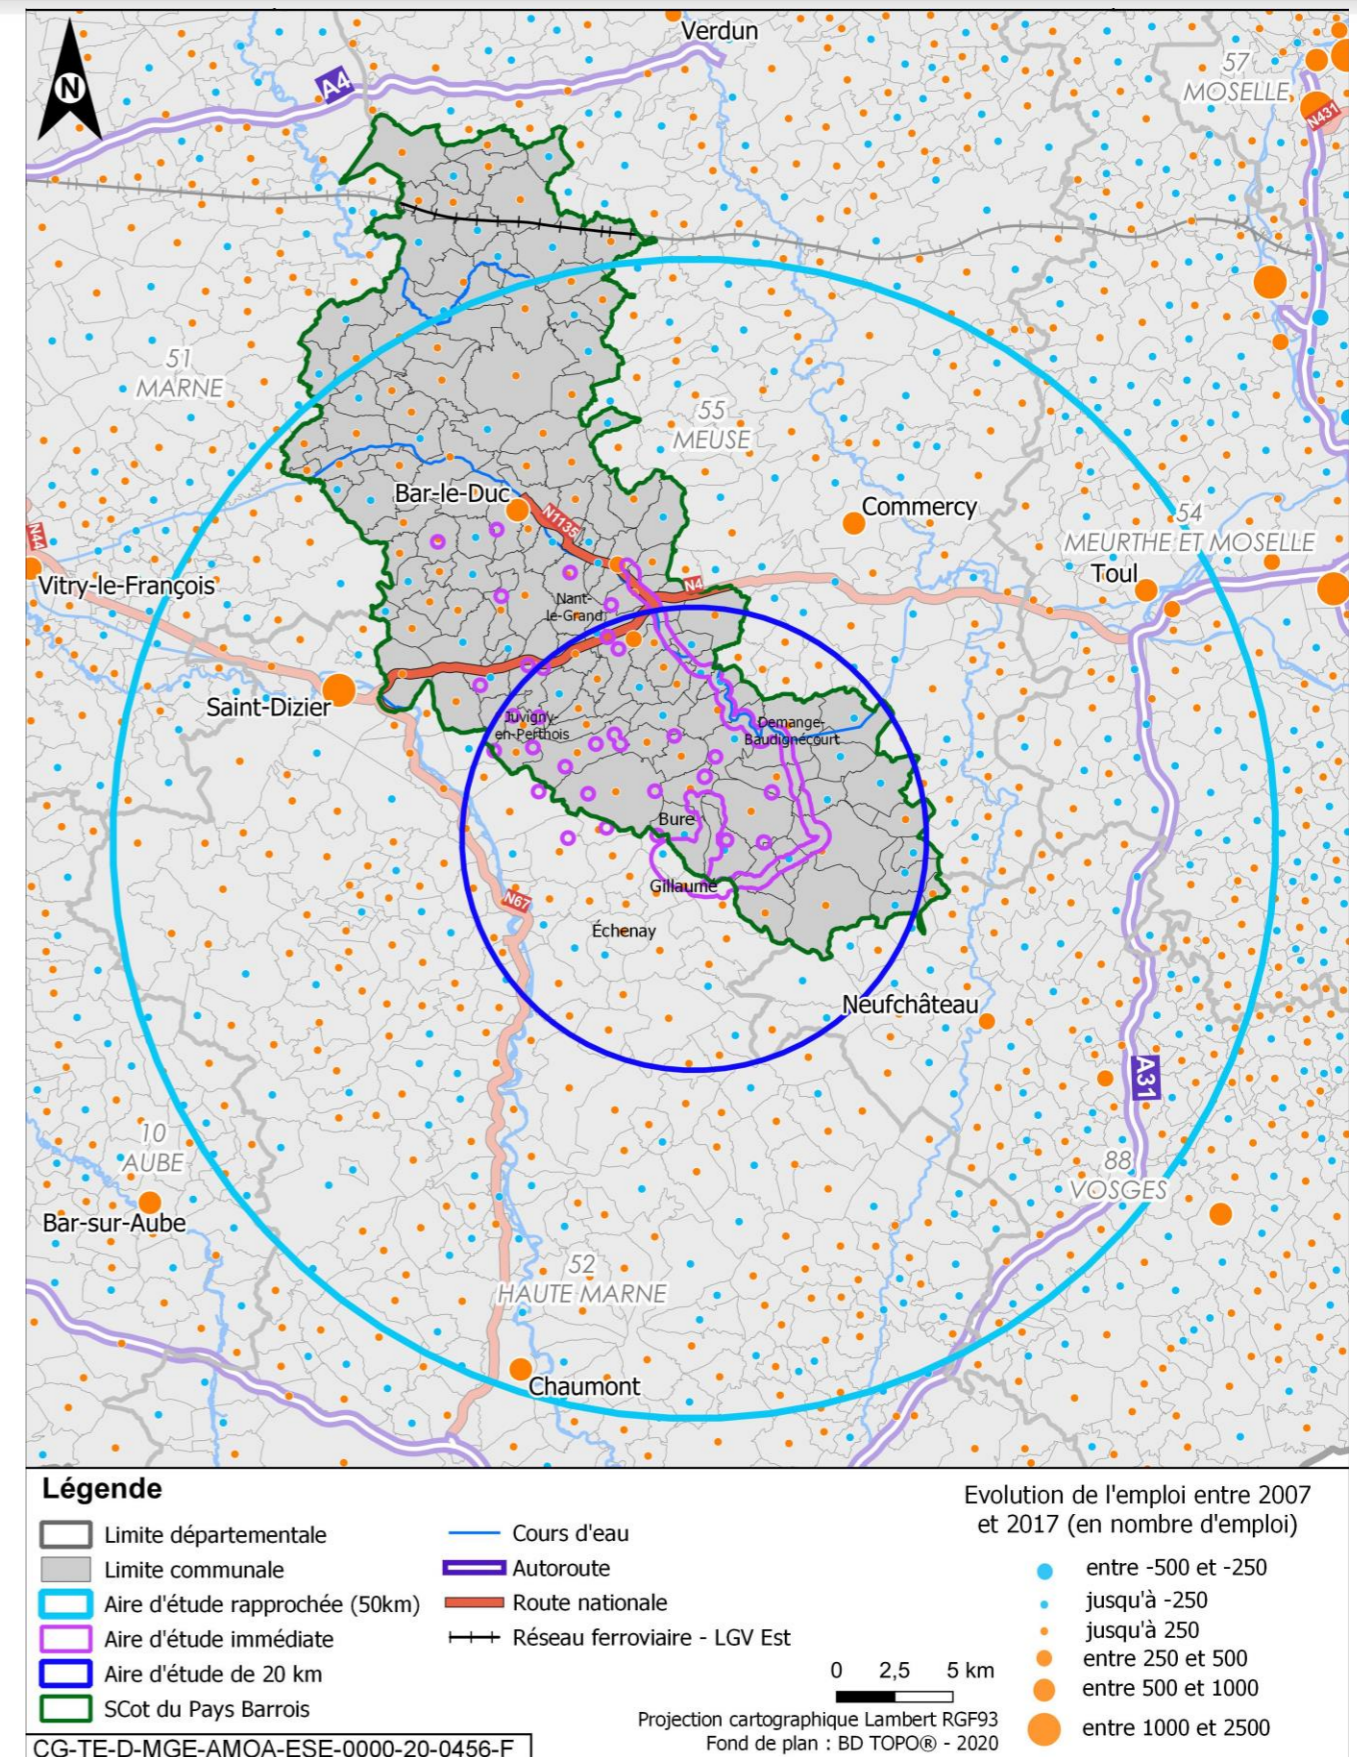 Verdun
A4
N
57
MOSELLE
N431
51
MARNE
55
MEUSE
Bar-le-Duc
N1135
Commercy
54
MEURTHE ET MOSELLE
N44
Vitry-le-François
Toul
N4
Nant-
le-Grand
Saint-Dizier
Juvigny-
en-Perthois
Demange-
Baudignécourt
Bure
Gillaumé
N67
Échenay
Neufchâteau
A31
10
AUBE
88
VOSGES
Bar-sur-Aube
52
HAUTE MARNE
Chaumont
Légende
Limite départementale
Limite communale
Aire d'étude rapprochée (50km)
Aire d'étude immédiate
Aire d'étude de 20 km
SCot du Pays Barrois
Cours d'eau
Autoroute
Route nationale
Réseau ferroviaire - LGV Est
Evolution de l'emploi entre 2007
et 2017 (en nombre d'emploi)
entre -500 et -250
jusqu'à -250
jusqu'à 250
entre 250 et 500
entre 500 et 1000
entre 1000 et 2500
0 2,5 5 km
Projection cartographique Lambert RGF93
Fond de plan : BD TOPO® - 2020
CG-TE-D-MGE-AMOA-ESE-0000-20-0456-F